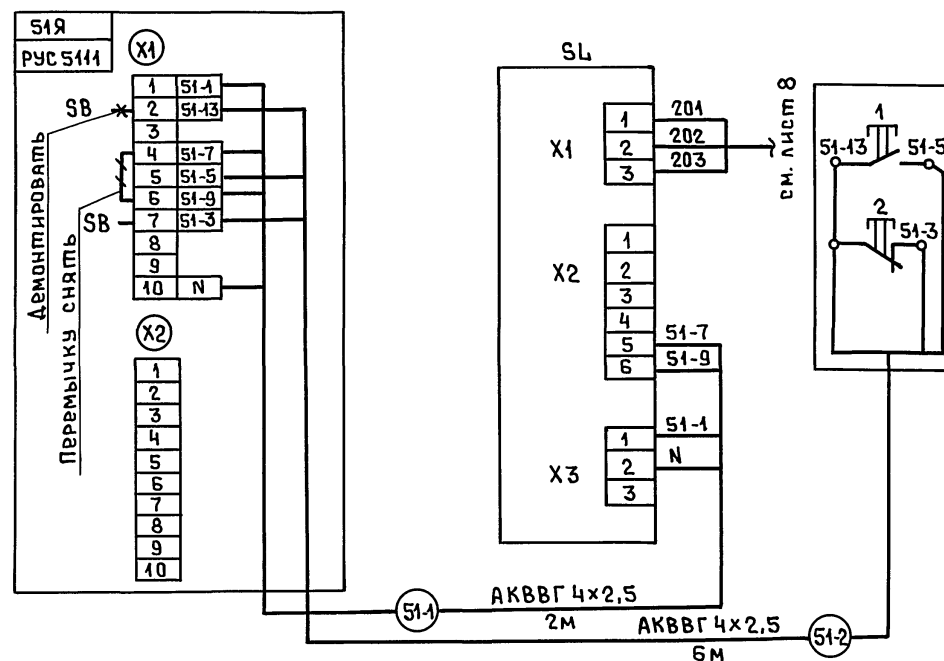 51Я
РУС 5111
X1
1 51-1
SB 2 51-13
3
4 51-7
5 51-5
6 51-9
SB 7 51-3
8
9
10 N
Демонтировать
Перемычку снять
X2
1
2
3
4
5
6
7
8
9
10
SL
X1
1 201
2 202
3 203
см. лист 8
X2
1
2
3
4
5 51-7
6 51-9
X3
1 51-1
2 N
3
1
51-13 51-5
2
51-3
51-1
АКВВГ 4×2,5
2м
АКВВГ 4×2,5
6м
51-2